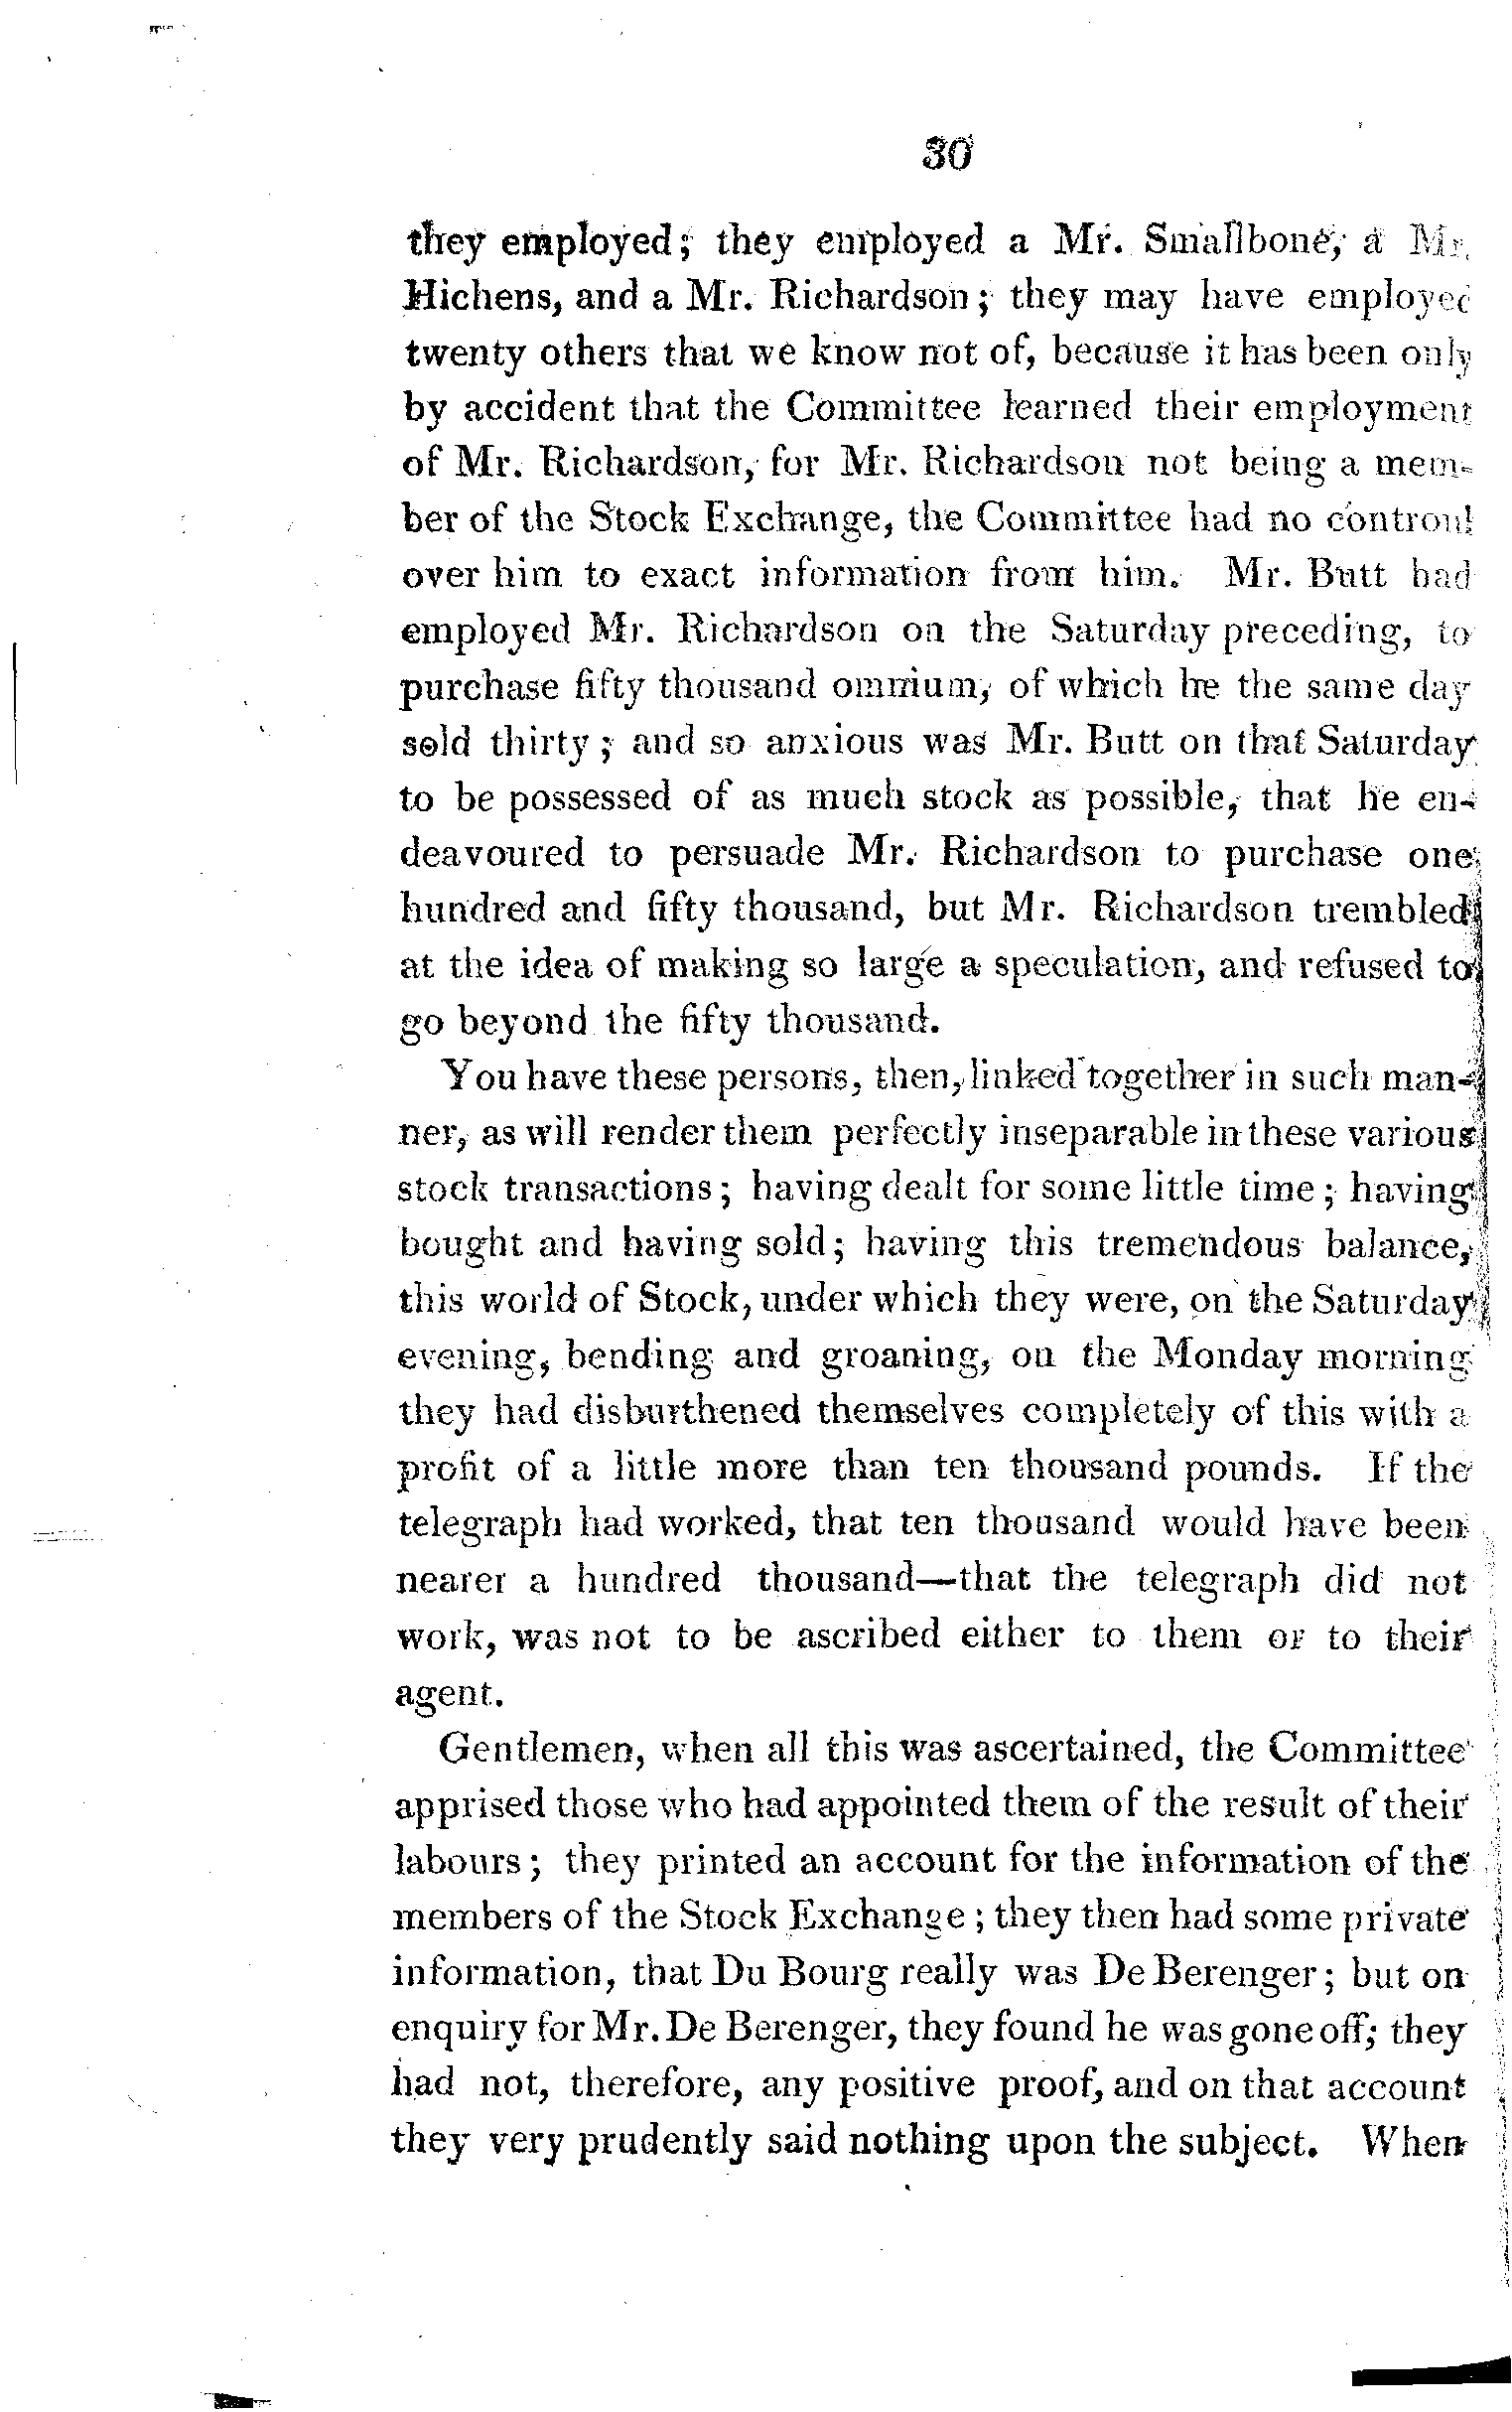 30
they employed; they employed a Mr. Smallbone, a Mr.
Hichens, and a Mr. Richardson; they may have employed
twenty others that we know not of, because it has been only
by accident that the Committee learned their employment
of Mr. Richardson, for Mr. Richardson not being a mem-
ber of the Stock Exchange, the Committee had no controul
over him to exact information from him. Mr. Butt had
employed Mr. Richardson on the Saturday preceding, to
purchase fifty thousand omnium, of which he the same day
sold thirty; and so anxious was Mr. Butt on that Saturday
to be possessed of as much stock as possible, that he en-
deavoured to persuade Mr. Richardson to purchase one
hundred and fifty thousand, but Mr. Richardson trembled
at the idea of making so large a speculation, and refused to
go beyond the fifty thousand.
You have these persons, then, linked together in such man-
ner, as will render them perfectly inseparable in these various
stock transactions; having dealt for some little time; having
bought and having sold; having this tremendous balance,
this world of Stock, under which they were, on the Saturday
evening, bending and groaning, on the Monday morning
they had disburthened themselves completely of this with a
profit of a little more than ten thousand pounds. If the
telegraph had worked, that ten thousand would have been
nearer a hundred thousand—that the telegraph did not
work, was not to be ascribed either to them or to their
agent.
Gentlemen, when all this was ascertained, the Committee
apprised those who had appointed them of the result of their
labours; they printed an account for the information of the
members of the Stock Exchange; they then had some private
information, that Du Bourg really was De Berenger; but on
enquiry for Mr. De Berenger, they found he was gone off; they
had not, therefore, any positive proof, and on that account
they very prudently said nothing upon the subject. When